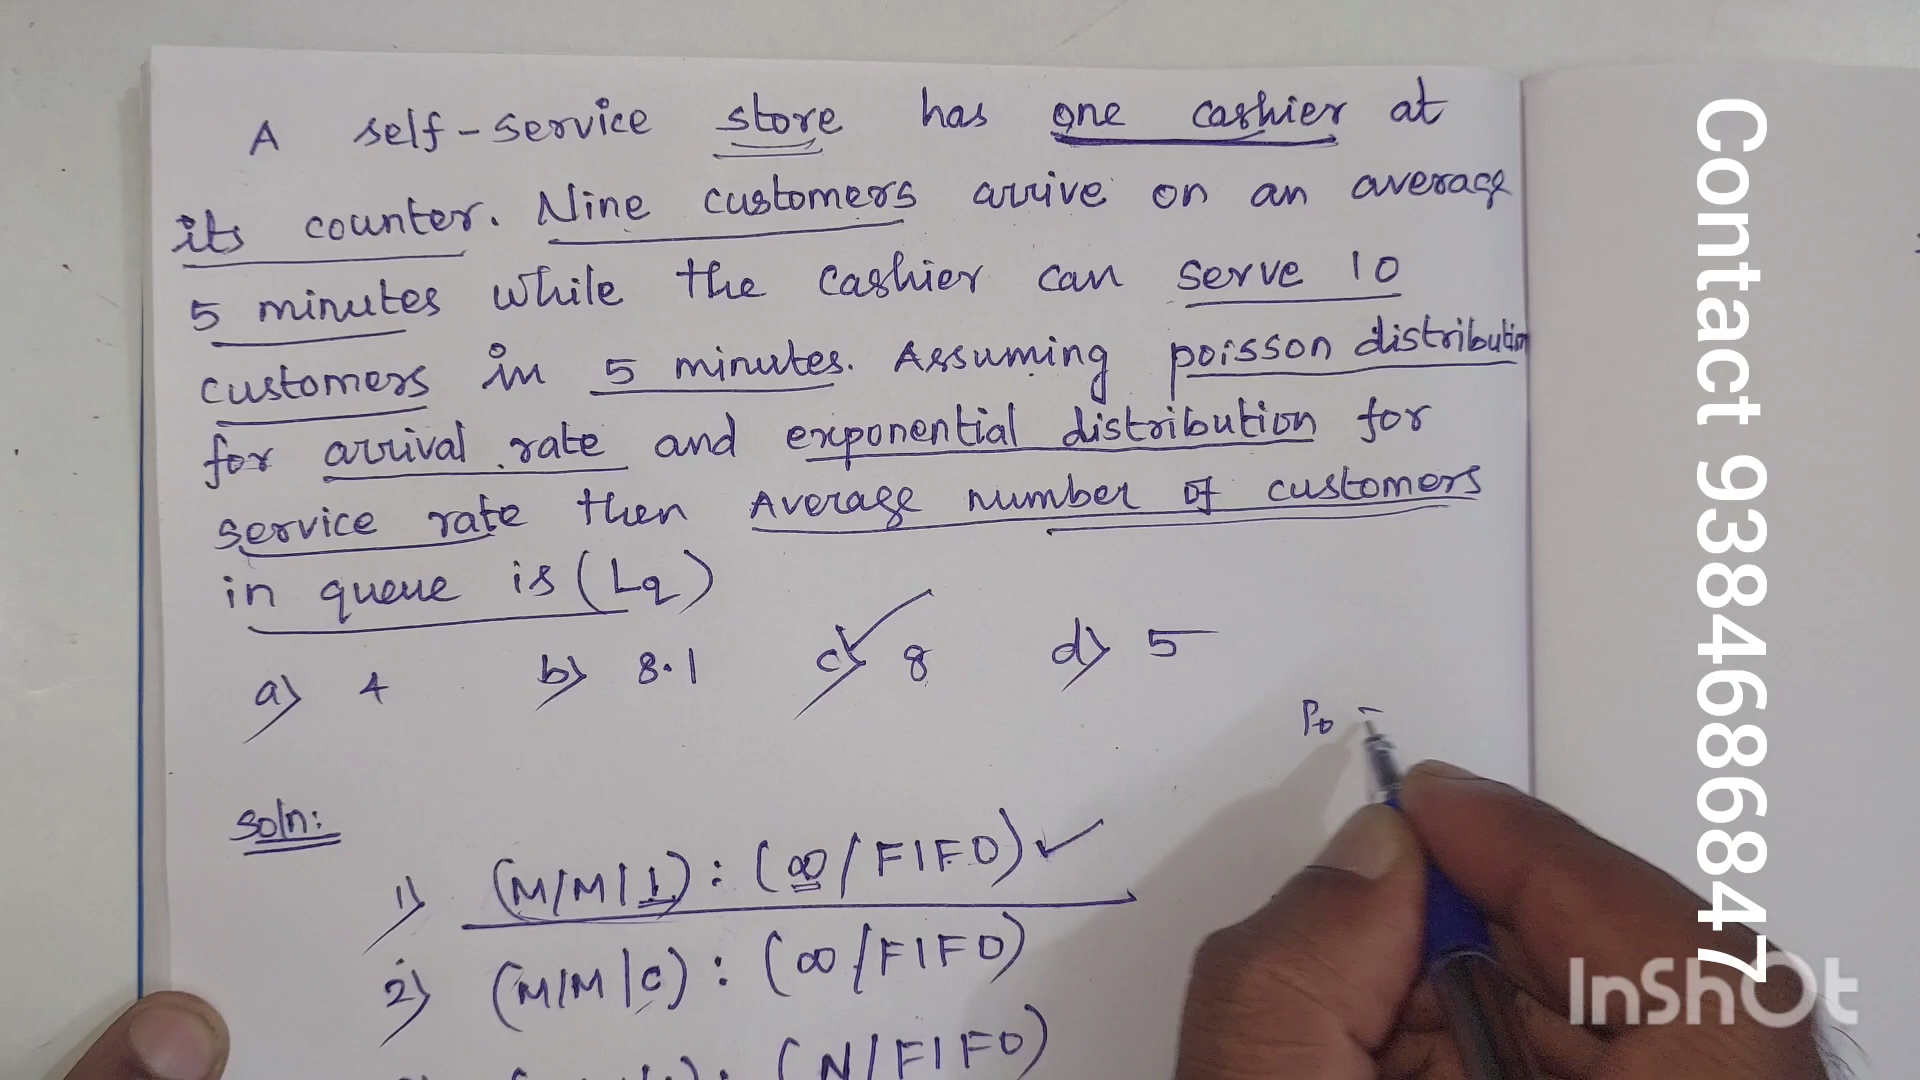 A self-service store has one cashier at
its counter. Nine customers arrive on an average
5 minutes while the cashier can serve 10
customers in 5 minutes. Assuming poisson distribution
for arrival rate and exponential distribution for
service rate then Average number of customers
in queue is (Lq)
a) 4 b) 8.1 c) 8 d) 5
P0 =
Soln:
1) (M/M/1) : (∞/FIFO)
2) (M/M/C) : (∞/FIFO)
(N/FIFO)
Contact 9384686847
InShOt